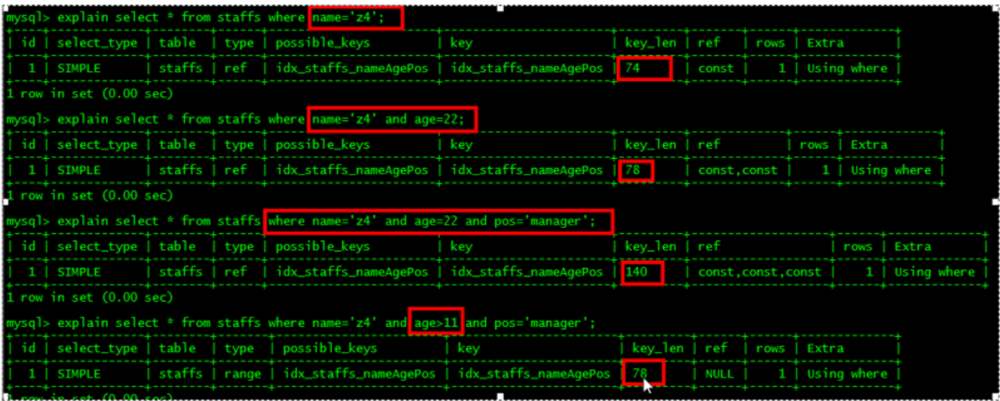 mysql> explain select * from staffs where name='z4';
| id | select_type | table | type | possible_keys | key | key_len | ref | rows | Extra |
| 1 | SIMPLE | staffs | ref | idx_staffs_nameAgePos | idx_staffs_nameAgePos | 74 | const | 1 | Using where |
1 row in set (0.00 sec)
mysql> explain select * from staffs where name='z4' and age=22;
| id | select_type | table | type | possible_keys | key | key_len | ref | rows | Extra |
| 1 | SIMPLE | staffs | ref | idx_staffs_nameAgePos | idx_staffs_nameAgePos | 78 | const,const | 1 | Using where |
1 row in set (0.00 sec)
mysql> explain select * from staffs where name='z4' and age=22 and pos='manager';
| id | select_type | table | type | possible_keys | key | key_len | ref | rows | Extra |
| 1 | SIMPLE | staffs | ref | idx_staffs_nameAgePos | idx_staffs_nameAgePos | 140 | const,const,const | 1 | Using where |
1 row in set (0.00 sec)
mysql> explain select * from staffs where name='z4' and age>11 and pos='manager';
| id | select_type | table | type | possible_keys | key | key_len | ref | rows | Extra |
| 1 | SIMPLE | staffs | range | idx_staffs_nameAgePos | idx_staffs_nameAgePos | 78 | NULL | 1 | Using where |
1 row in set (0.00 sec)